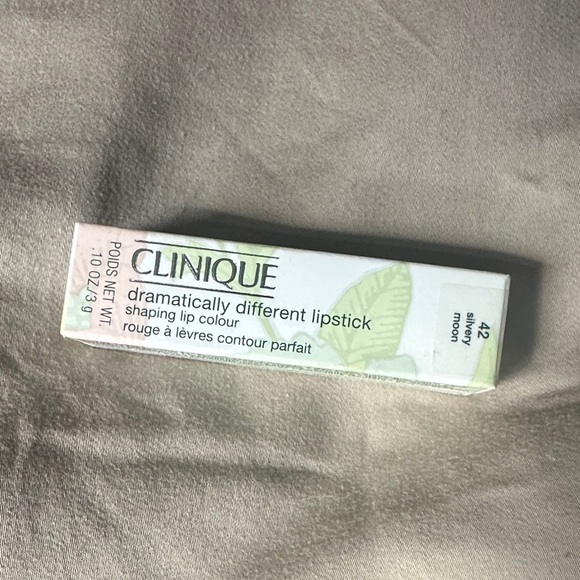 POIDS NET WT.
.10 OZ/3 g
CLINIQUE
dramatically different lipstick
shaping lip colour
rouge à lèvres contour parfait
42
silvery
moon